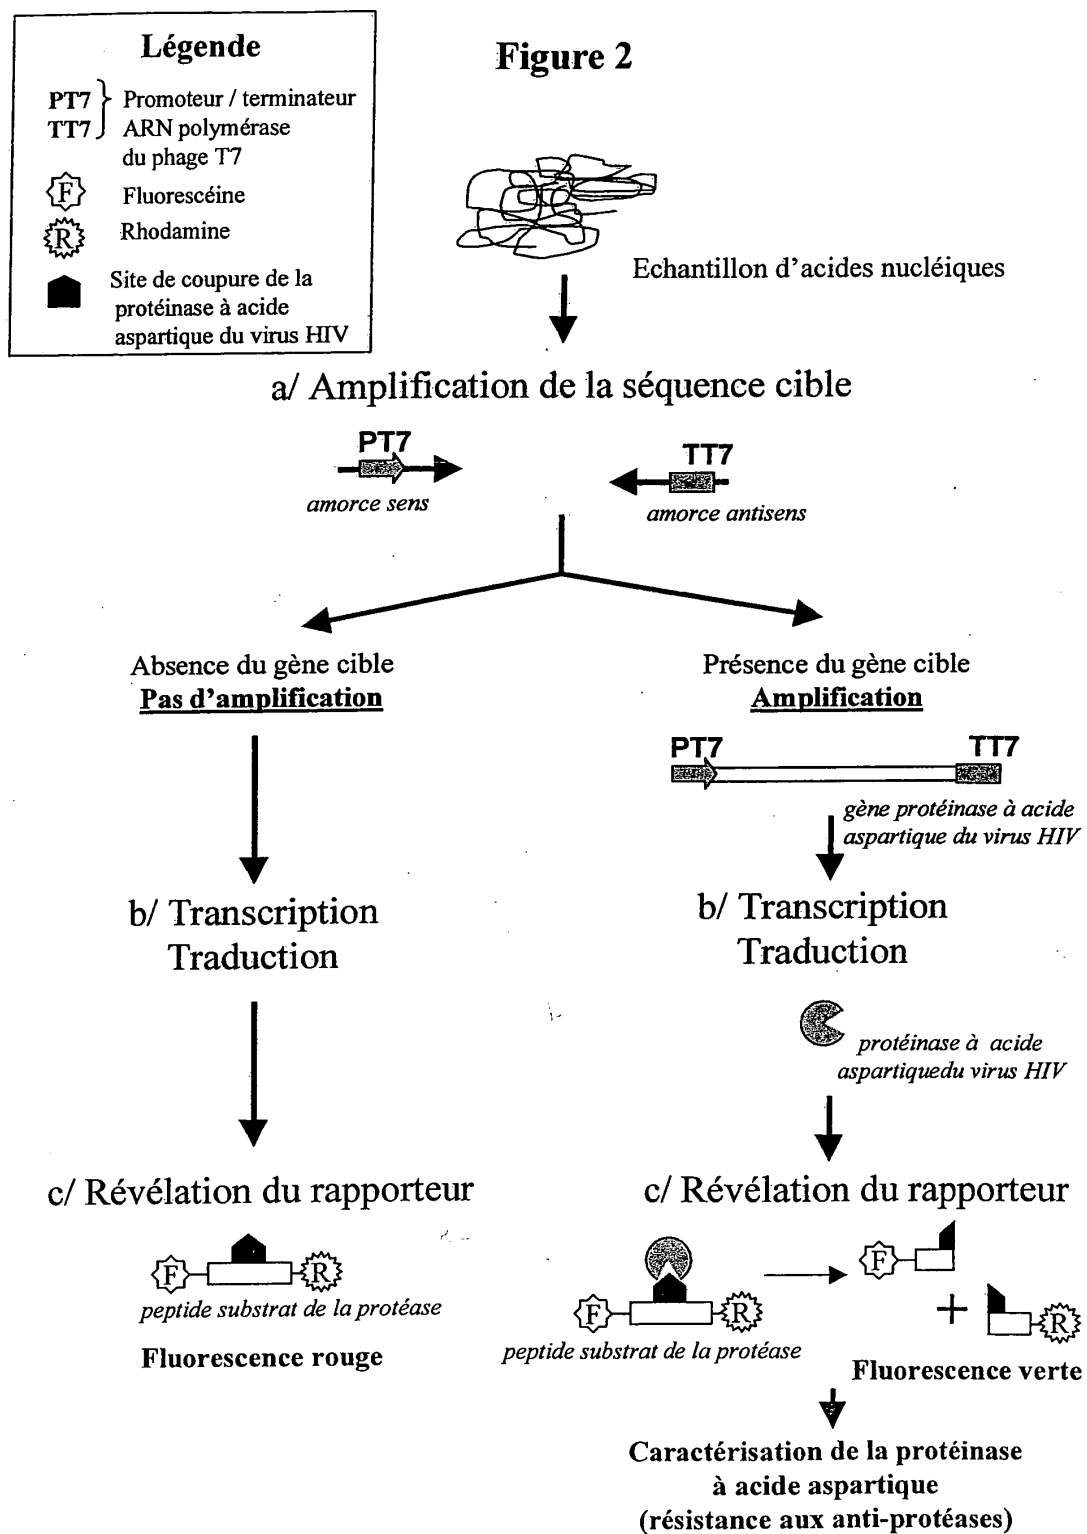 Légende
PT7
TT7
Promoteur / terminateur
ARN polymérase
du phage T7
F
Fluorescéine
R
Rhodamine
Site de coupure de la
protéinase à acide
aspartique du virus HIV
Figure 2
Echantillon d'acides nucléiques
a/ Amplification de la séquence cible
PT7
amorce sens
TT7
amorce antisens
Absence du gène cible
Pas d'amplification
b/ Transcription
Traduction
c/ Révélation du rapporteur
F
R
peptide substrat de la protéase
Fluorescence rouge
Présence du gène cible
Amplification
PT7
TT7
gène protéinase à acide
aspartique du virus HIV
b/ Transcription
Traduction
protéinase à acide
aspartiquedu virus HIV
c/ Révélation du rapporteur
F
R
peptide substrat de la protéase
F
+
R
Fluorescence verte
Caractérisation de la protéinase
à acide aspartique
(résistance aux anti-protéases)